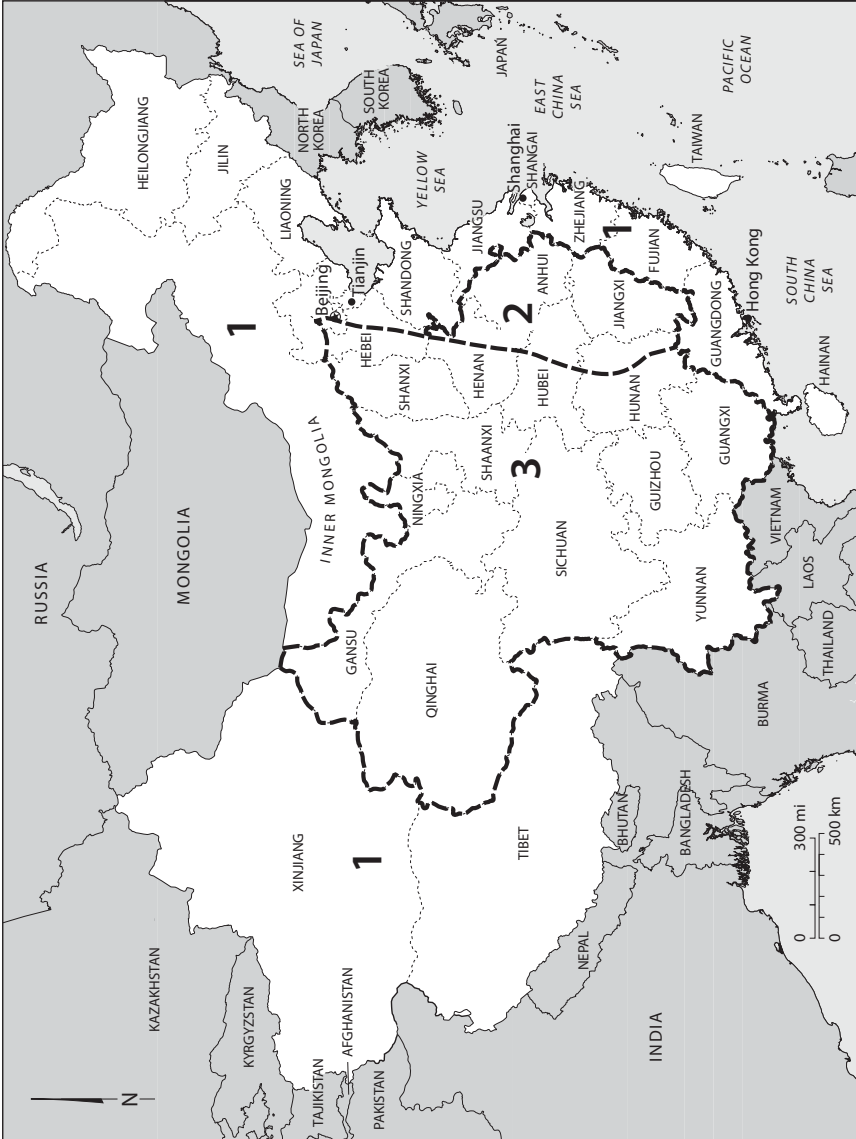 N
RUSSIA
KAZAKHSTAN
MONGOLIA
KYRGYZSTAN
TAJIKISTAN
AFGHANISTAN
PAKISTAN
XINJIANG
1
INNER MONGOLIA
1
HEILONGJIANG
JILIN
LIAONING
NORTH
KOREA
SOUTH
KOREA
SEA OF
JAPAN
JAPAN
Beijing
Tianjin
GANSU
QINGHAI
NINGXIA
SHANXI
HEBEI
SHANDONG
YELLOW
SEA
TIBET
SICHUAN
3
SHAANXI
HENAN
HUBEI
2
ANHUI
JIANGSU
Shanghai
SHANGAI
EAST
CHINA
SEA
ZHEJIANG
NEPAL
BHUTAN
BANGLADESH
INDIA
BURMA
YUNNAN
GUIZHOU
HUNAN
JIANGXI
1
FUJIAN
GUANGXI
GUANGDONG
TAIWAN
PACIFIC
OCEAN
Hong Kong
VIETNAM
LAOS
THAILAND
HAINAN
SOUTH
CHINA
SEA
0 300 mi
0 500 km